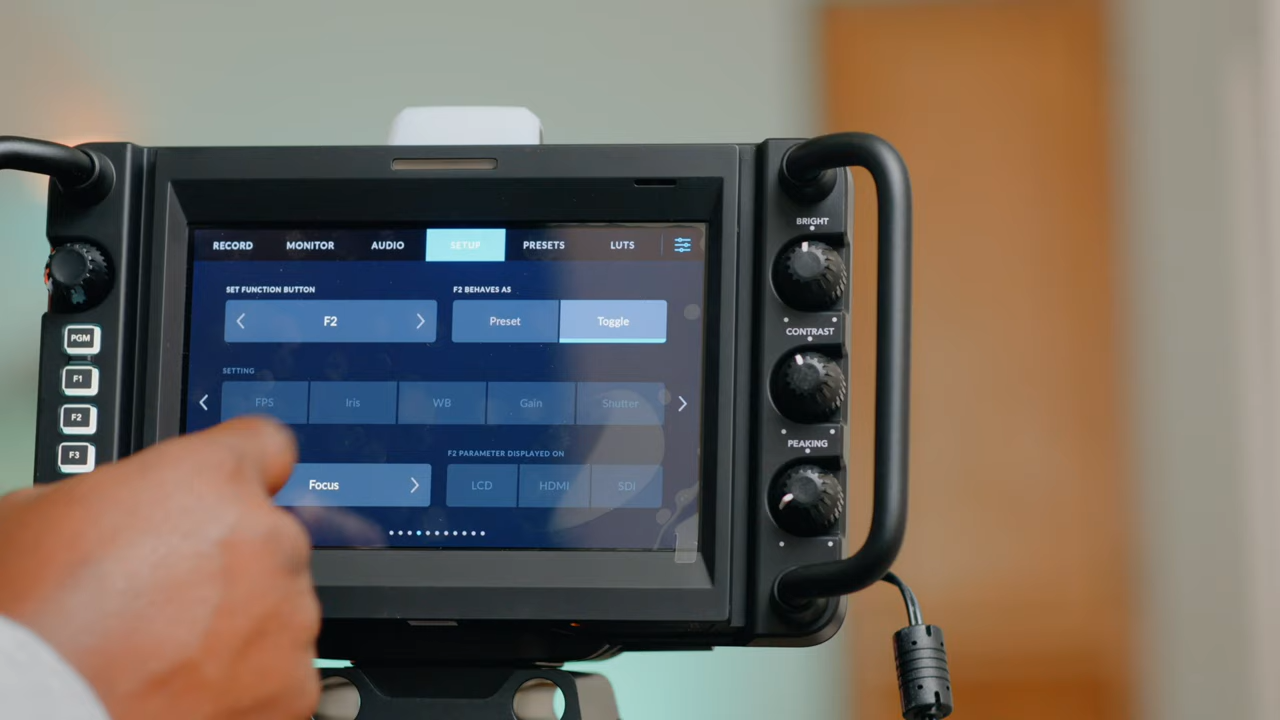 RECORD MONITOR AUDIO SETUP PRESETS LUTS
SET FUNCTION BUTTON F2 BEHAVES AS
F2 Preset Toggle
SETTING
FPS Iris WB Gain Shutter
F2 PARAMETER DISPLAYED ON
Focus LCD HDMI SDI
PGM
F1
F2
F3
BRIGHT
CONTRAST
PEAKING